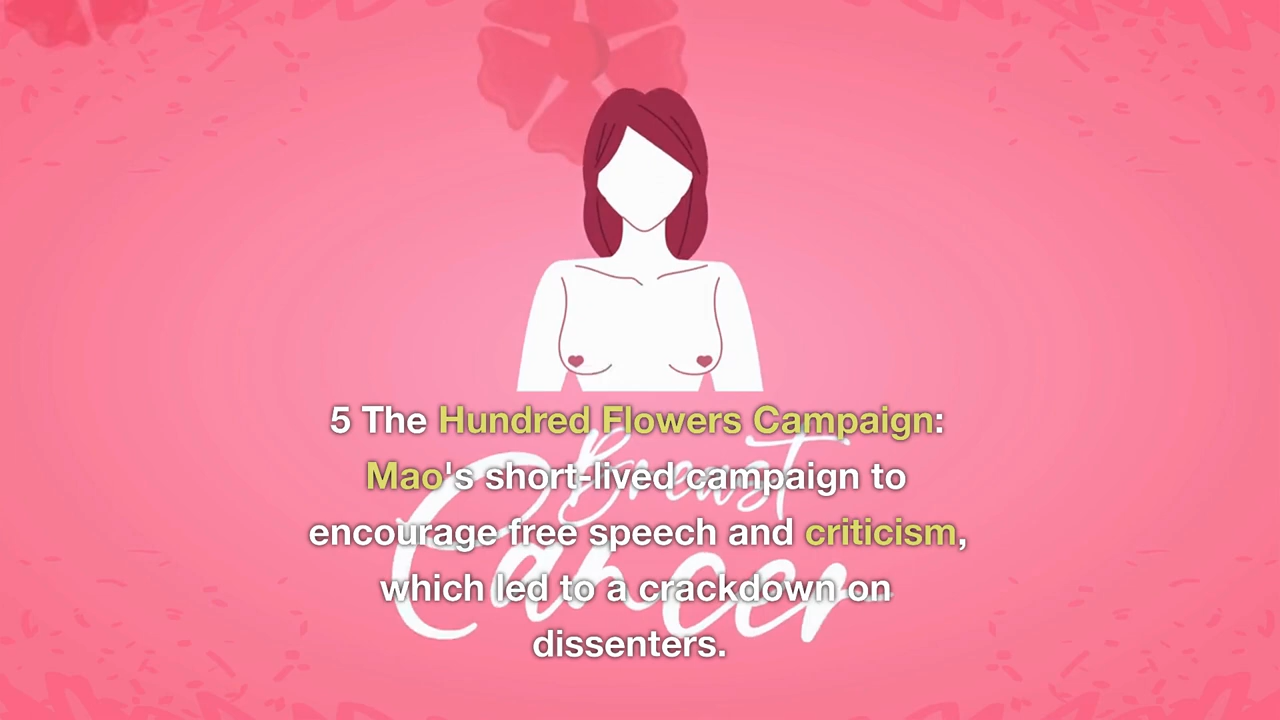 5 The Hundred Flowers Campaign:
Mao's short-lived campaign to
encourage free speech and criticism,
which led to a crackdown on
dissenters.
Breast
Cancer